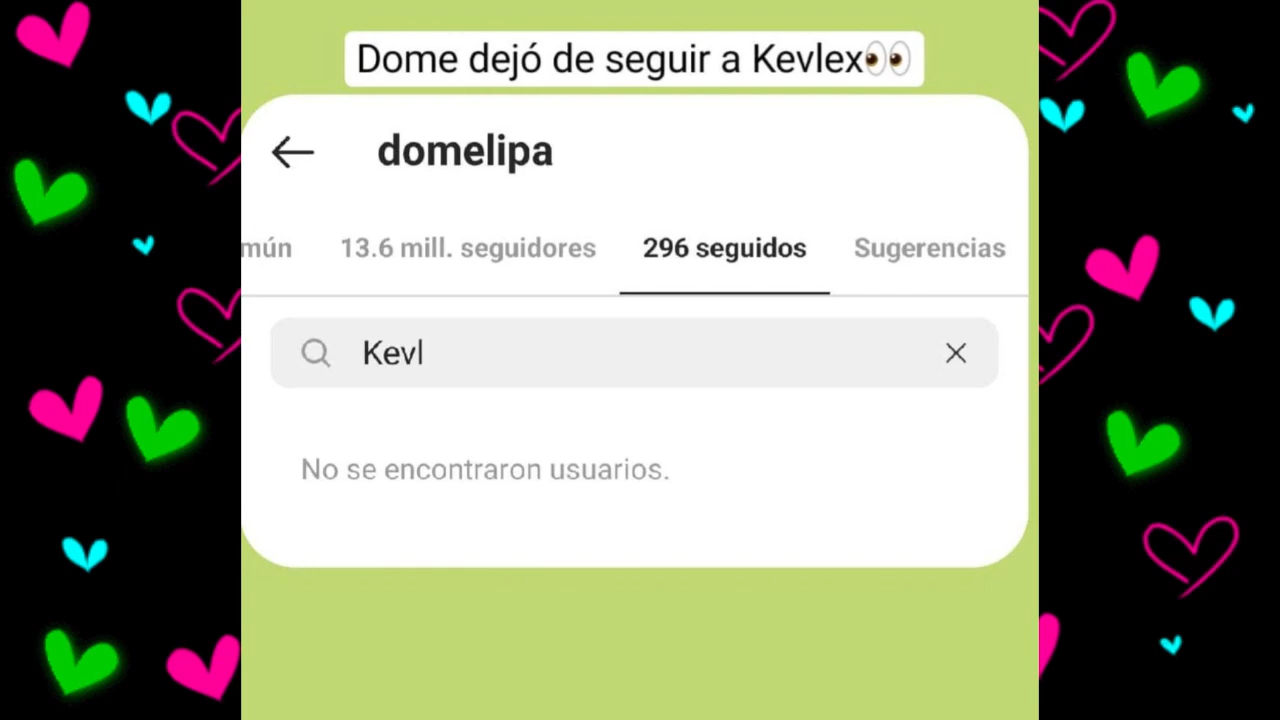 Dome dejó de seguir a Kevlex👀
domelipa
mún 13.6 mill. seguidores 296 seguidos Sugerencias
Kevl
No se encontraron usuarios.